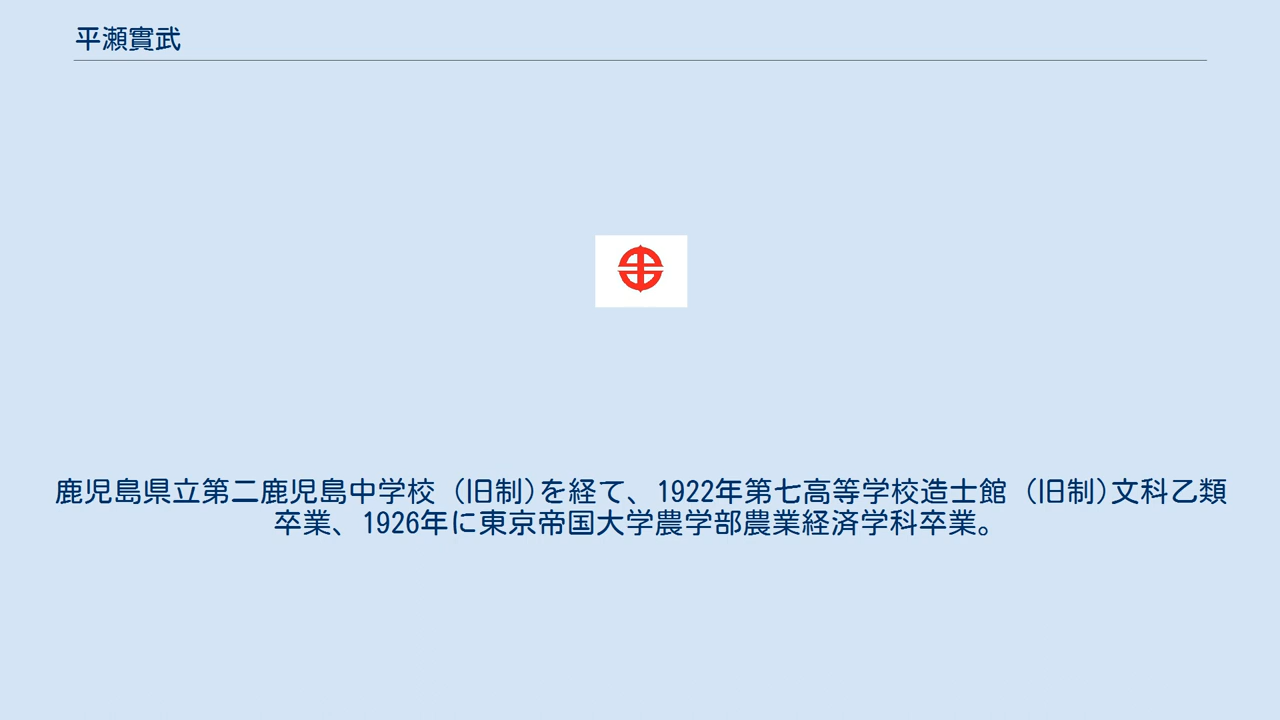 平瀬實武
鹿児島県立第二鹿児島中学校 (旧制)を経て、1922年第七高等学校造士館 (旧制)文科乙類
卒業、1926年に東京帝国大学農学部農業経済学科卒業。